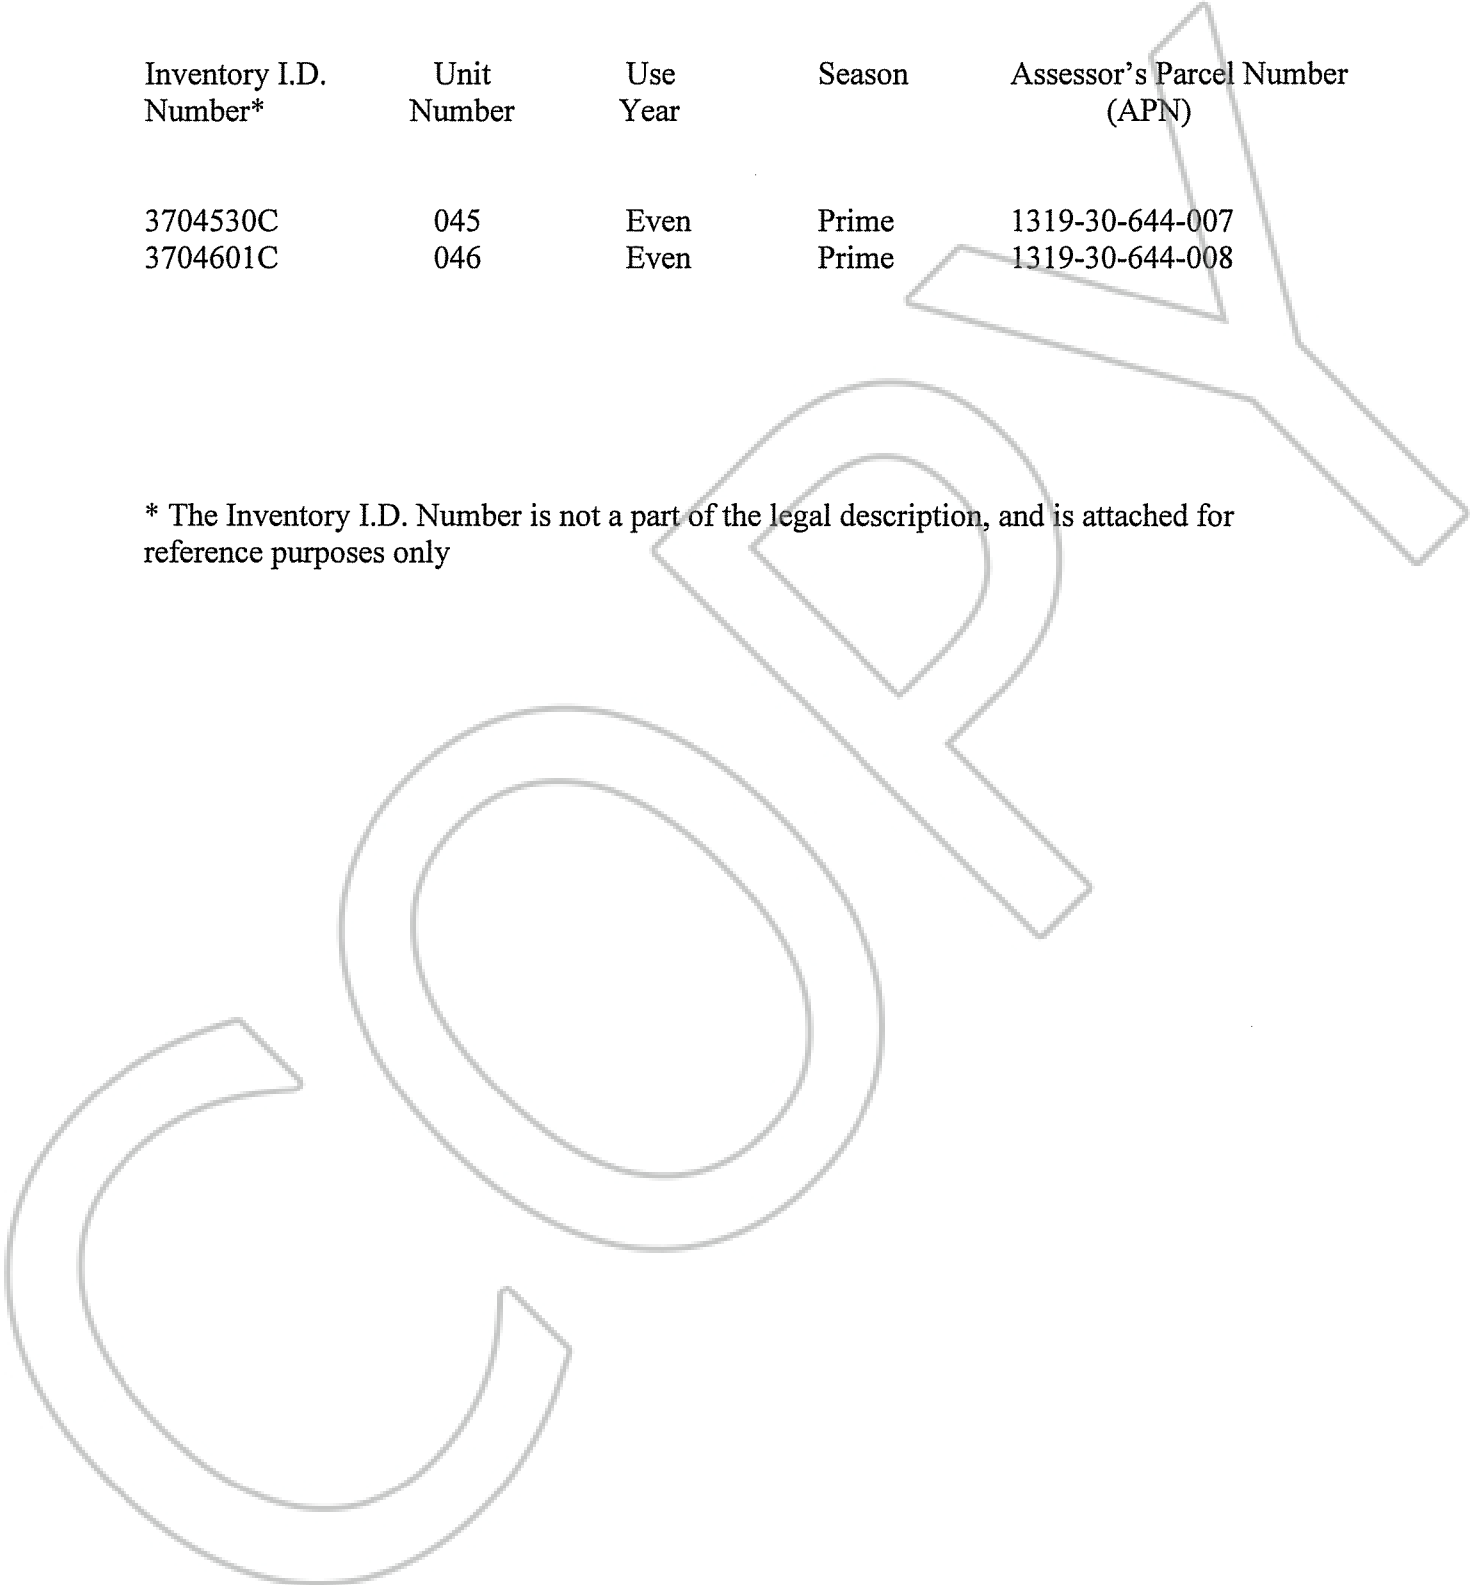 Inventory I.D. Unit Use Season Assessor's Parcel Number
Number* Number Year (APN)
3704530C 045 Even Prime 1319-30-644-007
3704601C 046 Even Prime 1319-30-644-008
* The Inventory I.D. Number is not a part of the legal description, and is attached for
reference purposes only
COPY